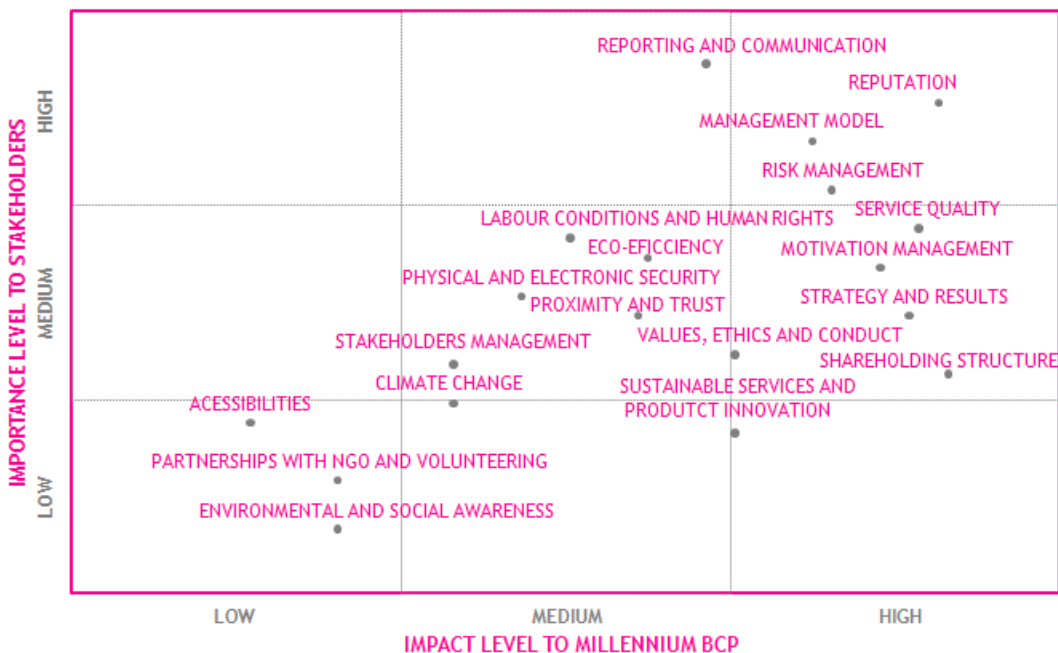 REPORTING AND COMMUNICATION
REPUTATION
MANAGEMENT MODEL
RISK MANAGEMENT
SERVICE QUALITY
LABOUR CONDITIONS AND HUMAN RIGHTS
ECO-EFICCIENCY
MOTIVATION MANAGEMENT
PHYSICAL AND ELECTRONIC SECURITY
STRATEGY AND RESULTS
PROXIMITY AND TRUST
VALUES, ETHICS AND CONDUCT
STAKEHOLDERS MANAGEMENT
SHAREHOLDING STRUCTURE
CLIMATE CHANGE
SUSTAINABLE SERVICES AND
PRODUTCT INNOVATION
ACESSIBILITIES
PARTNERSHIPS WITH NGO AND VOLUNTEERING
ENVIRONMENTAL AND SOCIAL AWARENESS
IMPORTANCE LEVEL TO STAKEHOLDERS
HIGH
MEDIUM
LOW
LOW
MEDIUM
HIGH
IMPACT LEVEL TO MILLENNIUM BCP